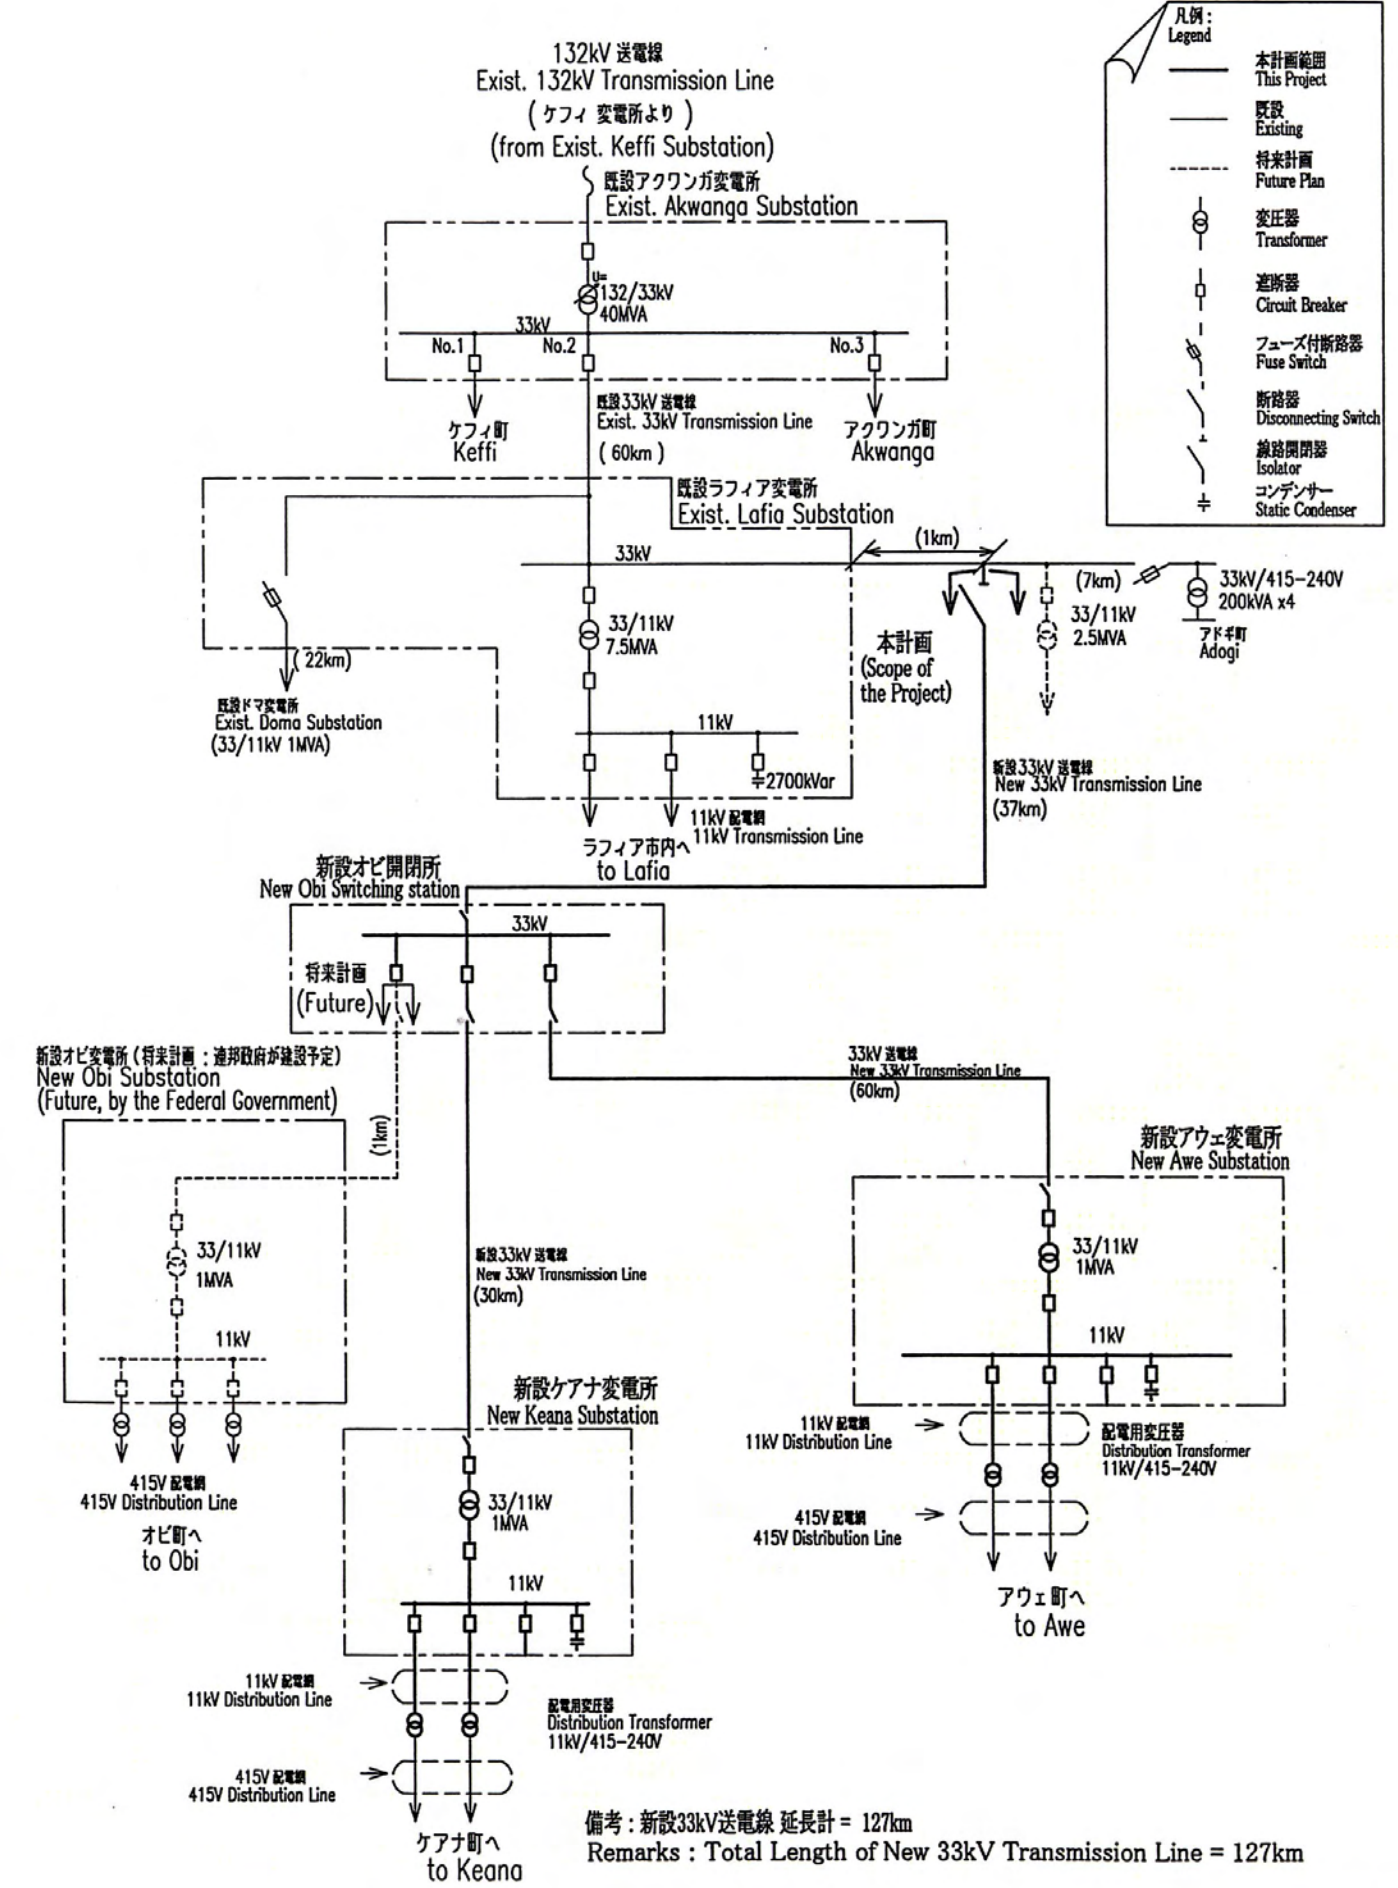 凡例:
Legend
本計画範囲
This Project
既設
Existing
将来計画
Future Plan
変圧器
Transformer
遮断器
Circuit Breaker
フューズ付断路器
Fuse Switch
断路器
Disconnecting Switch
線路開閉器
Isolator
コンデンサー
Static Condenser
132kV 送電線
Exist. 132kV Transmission Line
(ケフィ 変電所より)
(from Exist. Keffi Substation)
既設アクワンガ変電所
Exist. Akwanga Substation
U=
132/33kV
40MVA
33kV
No.1
No.2
No.3
ケフィ町
Keffi
既設33kV 送電線
Exist. 33kV Transmission Line
(60km)
アクワンガ町
Akwanga
既設ラフィア変電所
Exist. Lafia Substation
33kV
(1km)
(7km)
33kV/415-240V
200kVA x4
アドギ町
Adogi
33/11kV
2.5MVA
33/11kV
7.5MVA
本計画
(Scope of
the Project)
(22km)
既設ドマ変電所
Exist. Doma Substation
(33/11kV 1MVA)
11kV
2700kVar
11kV 配電網
11kV Transmission Line
ラフィア市内へ
to Lafia
新設33kV 送電線
New 33kV Transmission Line
(37km)
新設オビ開閉所
New Obi Switching station
33kV
将来計画
(Future)
新設オビ変電所(将来計画:連邦政府が建設予定)
New Obi Substation
(Future, by the Federal Government)
(1km)
33/11kV
1MVA
11kV
415V 配電網
415V Distribution Line
オビ町へ
to Obi
33kV 送電線
New 33kV Transmission Line
(60km)
新設アウェ変電所
New Awe Substation
33/11kV
1MVA
11kV
11kV 配電網
11kV Distribution Line
配電用変圧器
Distribution Transformer
11kV/415-240V
415V 配電網
415V Distribution Line
アウェ町へ
to Awe
新設33kV 送電線
New 33kV Transmission Line
(30km)
新設ケアナ変電所
New Keana Substation
33/11kV
1MVA
11kV
11kV 配電網
11kV Distribution Line
配電用変圧器
Distribution Transformer
11kV/415-240V
415V 配電網
415V Distribution Line
ケアナ町へ
to Keana
備考:新設33kV送電線 延長計 = 127km
Remarks : Total Length of New 33kV Transmission Line = 127km